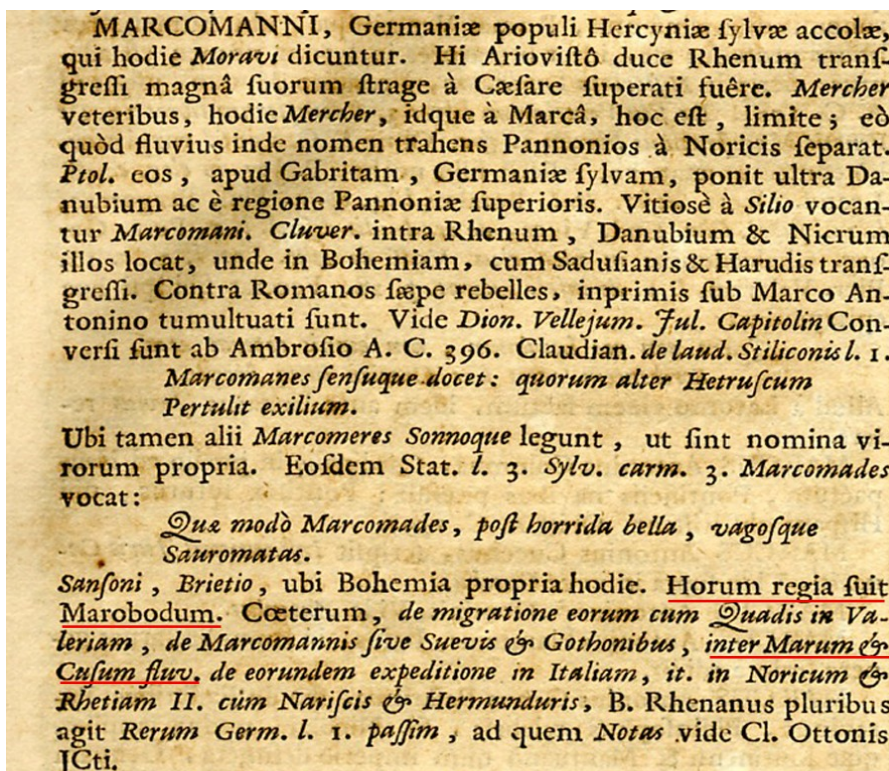 MARCOMANNI, Germaniæ populi Hercyniæ ſylvæ accolæ,
qui hodie Moravi dicuntur. Hi Arioviſtô duce Rhenum tranſ-
greſſi magnâ ſuorum ſtrage à Cæſare ſuperati fuêre. Mercher
veteribus, hodie Mercher, idque à Marcâ, hoc eſt, limite; eò
quòd fluvius inde nomen trahens Pannonios à Noricis ſeparat.
Ptol. eos, apud Gabritam, Germaniæ ſylvam, ponit ultra Da-
nubium ac è regione Pannoniæ ſuperioris. Vitiosè à Silio vocan-
tur Marcomani. Cluver. intra Rhenum, Danubium & Nicrum
illos locat, unde in Bohemiam, cum Saduſianis & Harudis tranſ-
greſſi. Contra Romanos ſæpe rebelles, inprimis ſub Marco An-
tonino tumultuati ſunt. Vide Dion. Vellejum. Jul. Capitolin Con-
verſi ſunt ab Ambroſio A. C. 396. Claudian. de laud. Stiliconis l. 1.
Marcomanes ſenſuque docet: quorum alter Hetruſcum
Pertulit exilium.
Ubi tamen alii Marcomeres Sonnoque legunt, ut ſint nomina vi-
rorum propria. Eoſdem Stat. l. 3. Sylv. carm. 3. Marcomades
vocat:
Quæ modò Marcomades, poſt horrida bella, vagoſque
Sauromatas.
Sanſoni, Brietio, ubi Bohemia propria hodie. Horum regia fuit
Marobodum. Cœterum, de migratione eorum cum Quadis in Va-
leriam, de Marcomannis ſive Suevis & Gothonibus, inter Marum &
Cuſum fluv. de eorundem expeditione in Italiam, it. in Noricum &
Rhetiam II. cùm Nariſcis & Hermunduris, B. Rhenanus pluribus
agit Rerum Germ. l. 1. paſſim, ad quem Notas vide Cl. Ottonis
JCti.